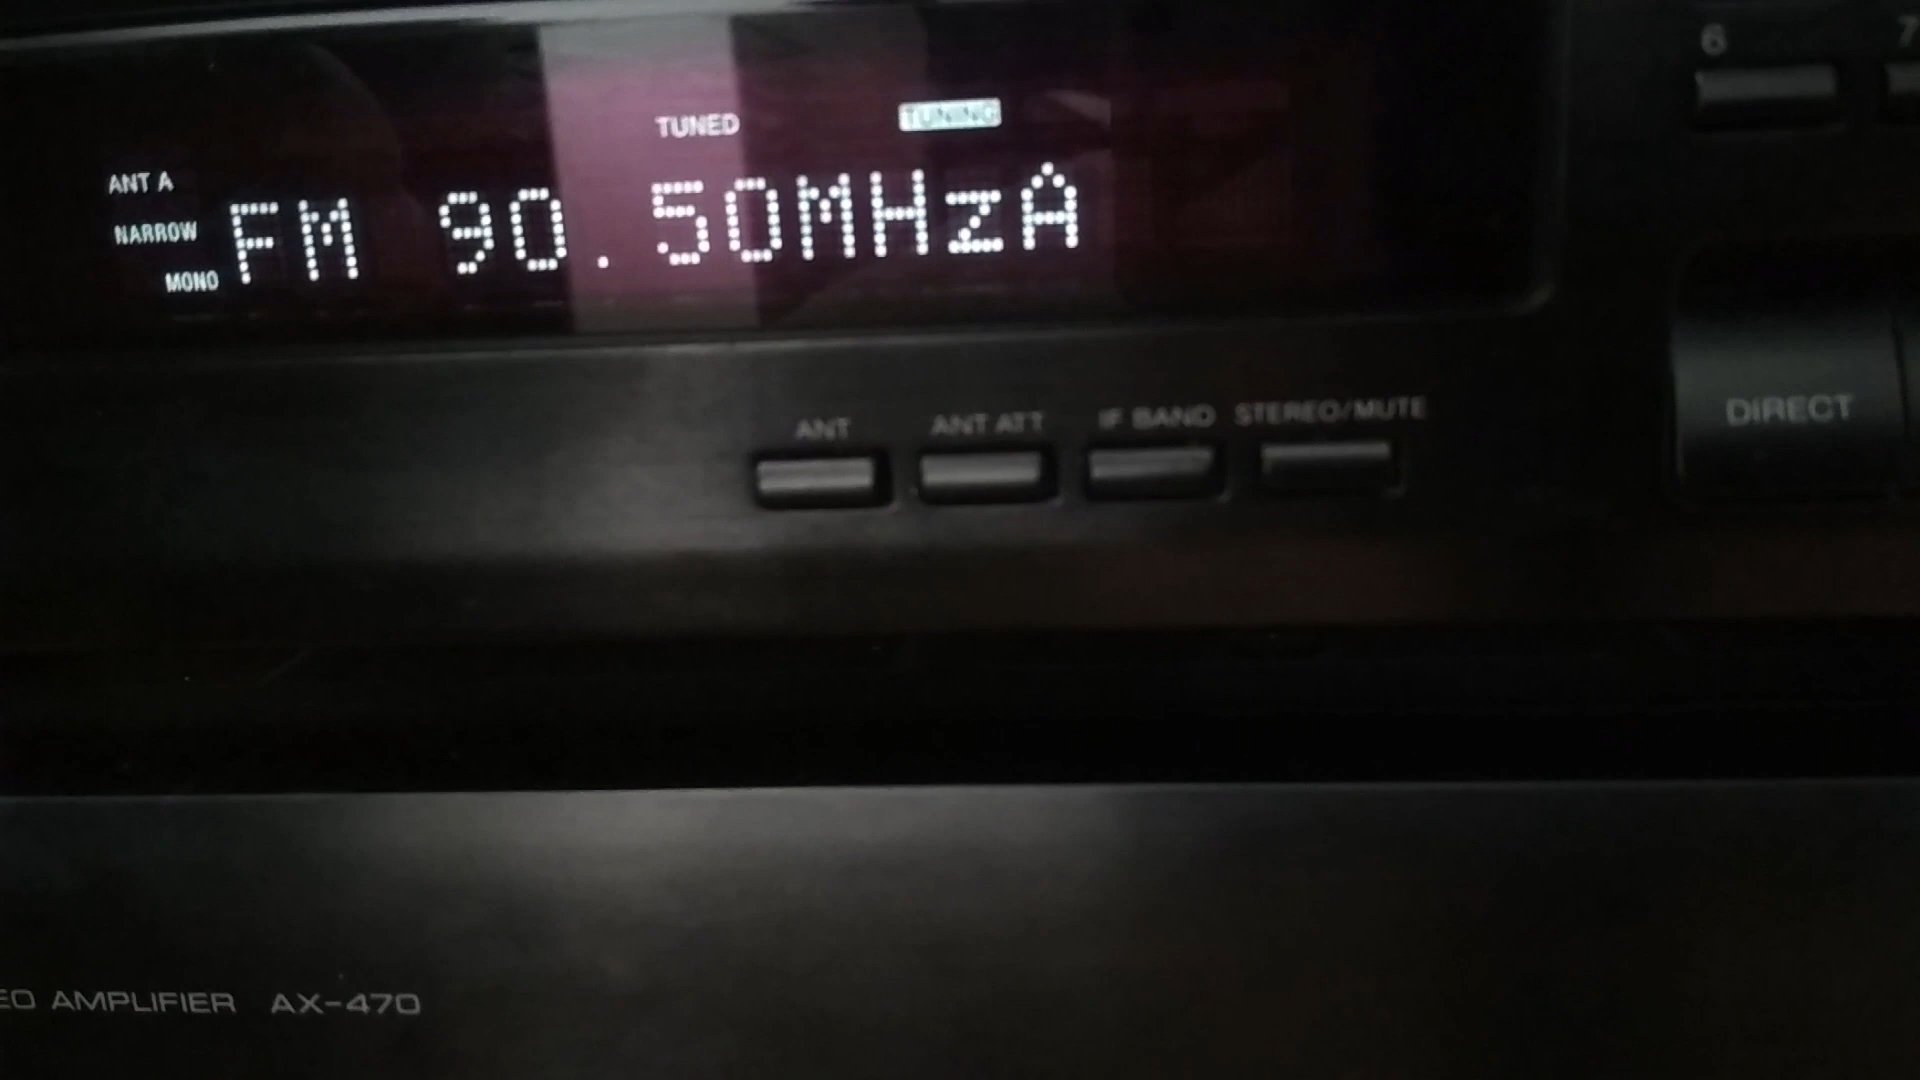 6 7
TUNED TUNING
ANT A
NARROW
MONO
FM 90.50MHzA
ANT ANT ATT IF BAND STEREO/MUTE
DIRECT
EO AMPLIFIER AX-470